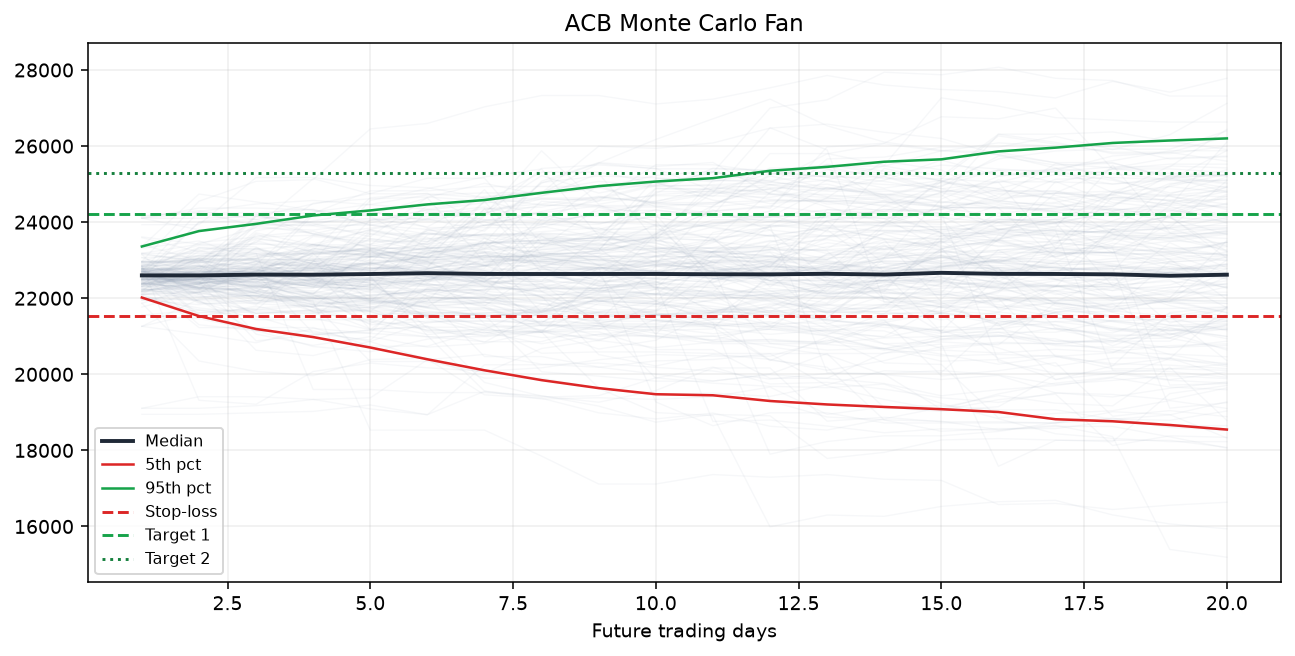 ACB Monte Carlo Fan
28000
26000
24000
22000
20000
18000
16000
Median
5th pct
95th pct
Stop-loss
Target 1
Target 2
2.5 5.0 7.5 10.0 12.5 15.0 17.5 20.0
Future trading days